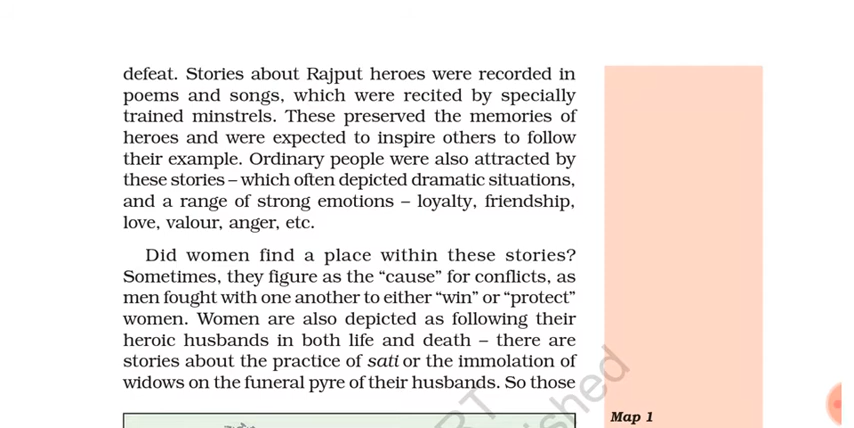 defeat. Stories about Rajput heroes were recorded in
poems and songs, which were recited by specially
trained minstrels. These preserved the memories of
heroes and were expected to inspire others to follow
their example. Ordinary people were also attracted by
these stories – which often depicted dramatic situations,
and a range of strong emotions – loyalty, friendship,
love, valour, anger, etc.
Did women find a place within these stories?
Sometimes, they figure as the “cause” for conflicts, as
men fought with one another to either “win” or “protect”
women. Women are also depicted as following their
heroic husbands in both life and death – there are
stories about the practice of sati or the immolation of
widows on the funeral pyre of their husbands. So those
Map 1